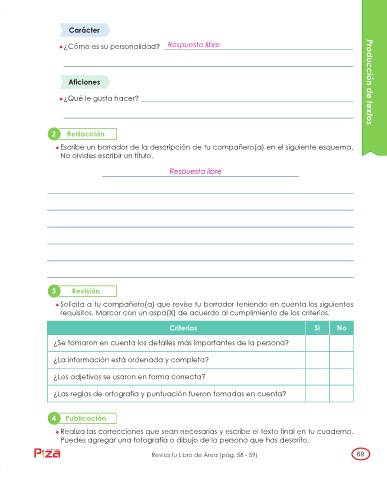 Carácter
¿Cómo es su personalidad? Respuesta libre
Producción de textos
Aficiones
¿Qué le gusta hacer?
2 Redacción
Escribe un borrador de la descripción de tu compañero(a) en el siguiente esquema.
No olvides escribir un título.
Respuesta libre
3 Revisión
Solicita a tu compañero(a) que revise tu borrador teniendo en cuenta los siguientes
requisitos. Marcar con un aspa(X) de acuerdo al cumplimiento de los criterios.
Criterios Sí No
¿Se tomaron en cuenta los detalles más importantes de la persona?
¿La información está ordenada y completa?
¿Los adjetivos se usaron en forma correcta?
¿Las reglas de ortografía y puntuación fueron tomadas en cuenta?
4 Publicación
Realiza las correcciones que sean necesarias y escribe el texto final en tu cuaderno.
Puedes agregar una fotografía o dibujo de la persona que has descrito.
Revisa tu Libro de Área (pág. 58 - 59)